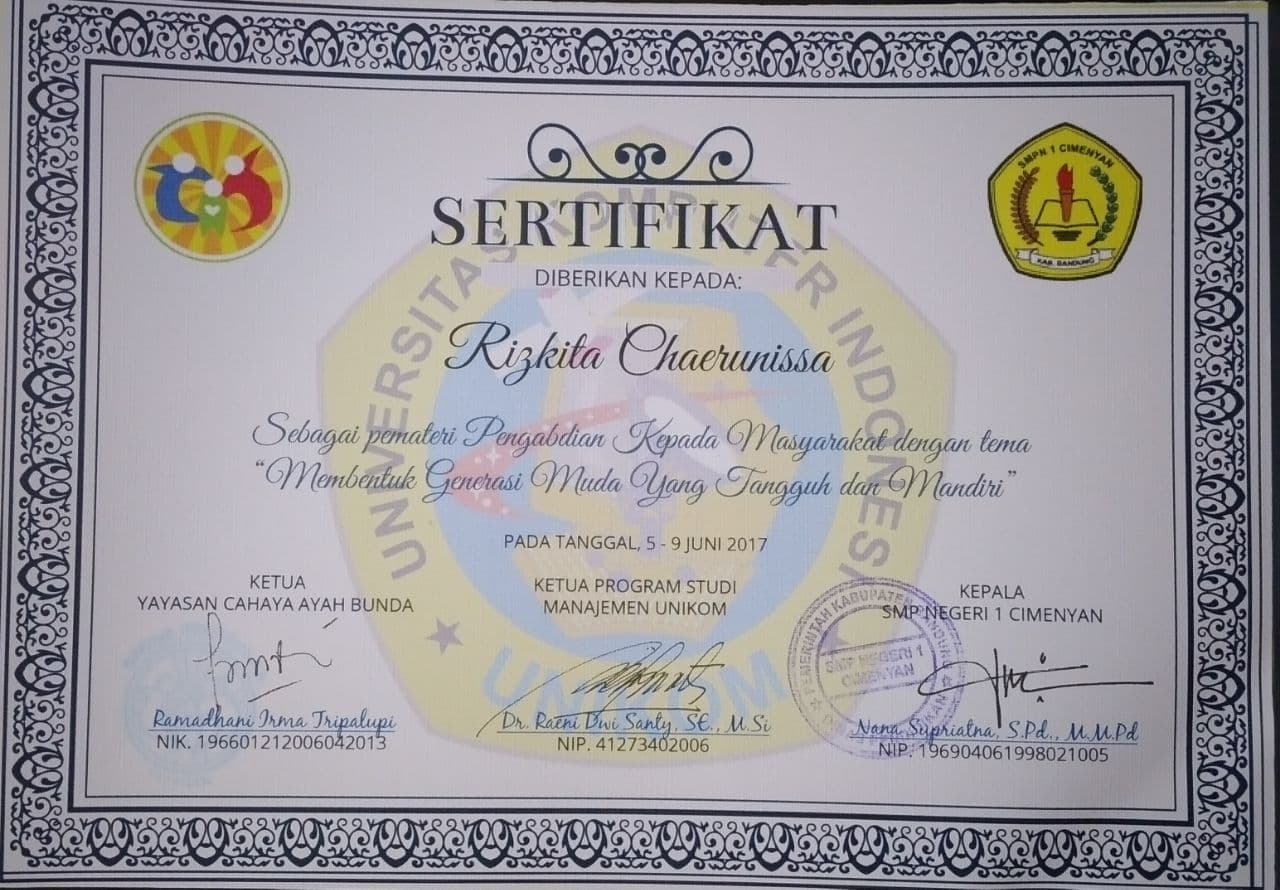 SMPN 1 CIMENYAN
KAB. BANDUNG
UNIVERSITAS KOMPUTER INDONESIA
UNIKOM
SERTIFIKAT
DIBERIKAN KEPADA:
Rizkita Chaerunissa
Sebagai pemateri Pengabdian Kepada Masyarakat dengan tema
“Membentuk Generasi Muda Yang Tangguh dan Mandiri”
PADA TANGGAL, 5 - 9 JUNI 2017
KETUA
YAYASAN CAHAYA AYAH BUNDA
Ramadhani Irma Tripalupi
NIK. 196601212006042013
KETUA PROGRAM STUDI
MANAJEMEN UNIKOM
Dr. Raeni Dwi Santy, SE., M.Si
NIP. 41273402006
KEPALA
SMP NEGERI 1 CIMENYAN
PEMERINTAH KABUPATEN BANDUNG
SMP NEGERI 1
CIMENYAN
Nana Supriatna, S.Pd., M.M.Pd
NIP. 196904061998021005